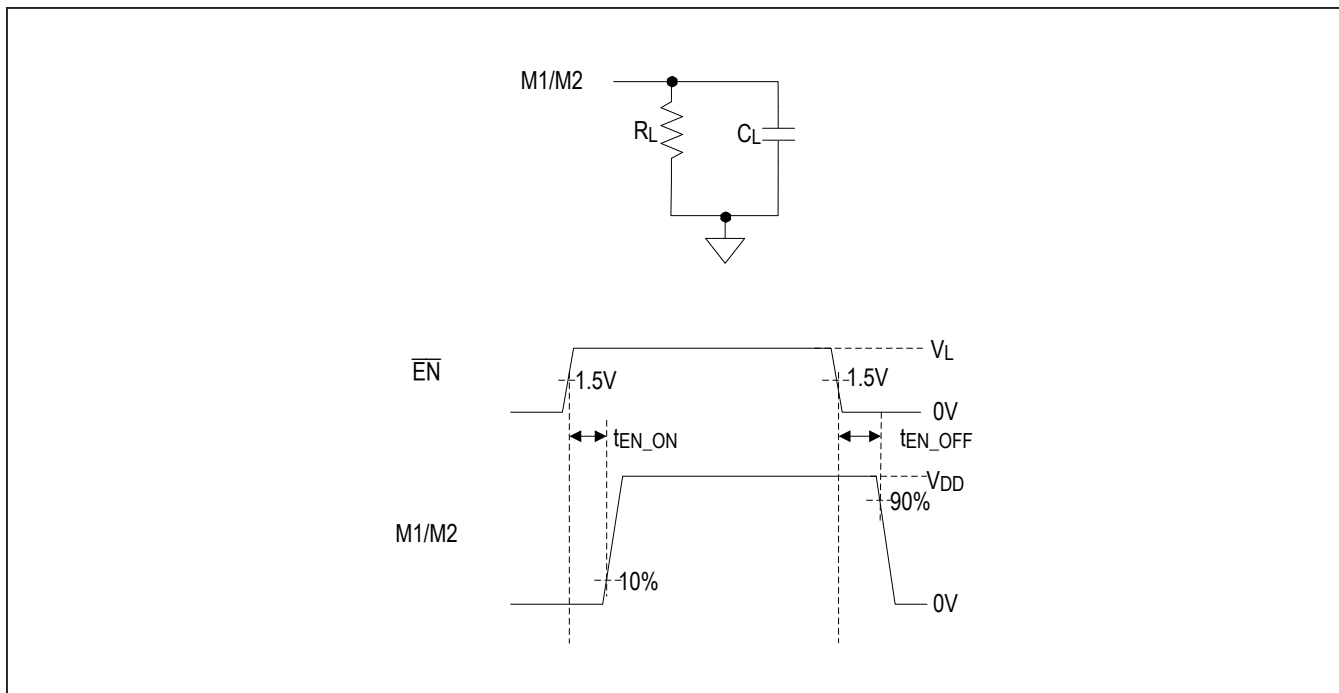 M1/M2
RL
CL
EN
1.5V
1.5V
VL
0V
tEN_ON
tEN_OFF
VDD
90%
M1/M2
10%
0V